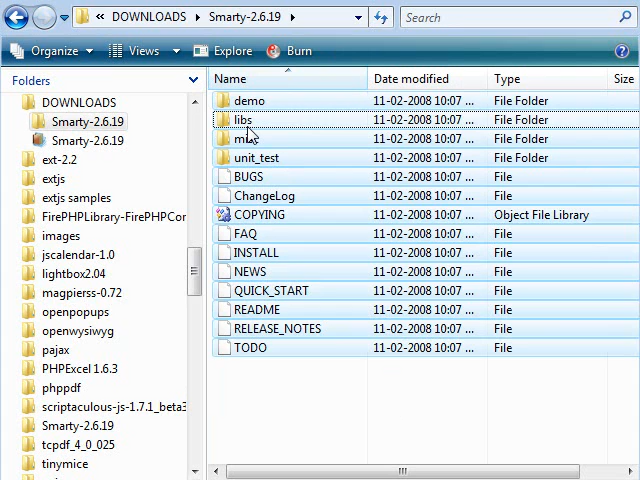 « DOWNLOADS › Smarty-2.6.19 ›
Search
Organize Views Explore Burn
Folders
DOWNLOADS
Smarty-2.6.19
Smarty-2.6.19
ext-2.2
extjs
extjs samples
FirePHPLibrary-FirePHPCor
images
jscalendar-1.0
lightbox2.04
magpierss-0.72
openpopups
openwysiwyg
pajax
PHPExcel 1.6.3
phppdf
scriptaculous-js-1.7.1_beta3
Smarty-2.6.19
tcpdf_4_0_025
tinymice
Name Date modified Type Size
demo 11-02-2008 10:07 ... File Folder
libs 11-02-2008 10:07 ... File Folder
11-02-2008 10:07 ... File Folder
unit_test 11-02-2008 10:07 ... File Folder
BUGS 11-02-2008 10:07 ... File
ChangeLog 11-02-2008 10:07 ... File
COPYING 11-02-2008 10:07 ... Object File Library
FAQ 11-02-2008 10:07 ... File
INSTALL 11-02-2008 10:07 ... File
NEWS 11-02-2008 10:07 ... File
QUICK_START 11-02-2008 10:07 ... File
README 11-02-2008 10:07 ... File
RELEASE_NOTES 11-02-2008 10:07 ... File
TODO 11-02-2008 10:07 ... File